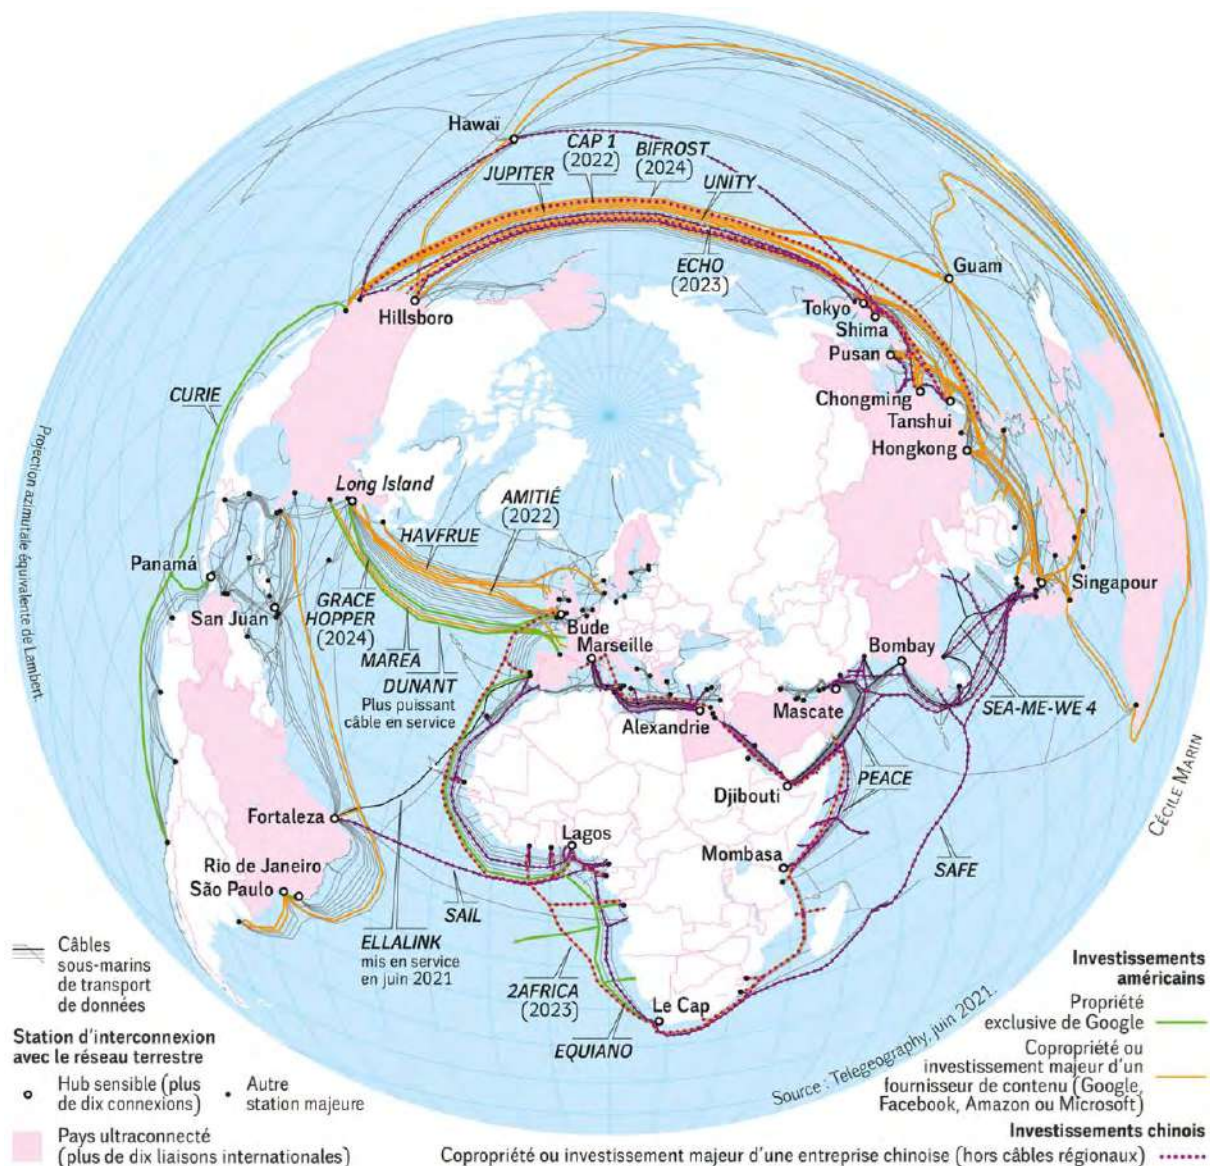 Hawaï
CAP 1
(2022)
BIFROST
(2024)
JUPITER
UNITY
ECHO
(2023)
Guam
Hillsboro
Tokyo
Shima
Pusan
Chongming
Tanshui
Hongkong
CURIE
Projection azimutale équivalente de Lambert.
Long Island
AMITIÉ
(2022)
HAVFRUE
Panamá
San Juan
GRACE
HOPPER
(2024)
MAREA
DUNANT
Plus puissant
câble en service
Bude
Marseille
Singapour
Bombay
Mascate
Alexandrie
SEA-ME-WE 4
Djibouti
PEACE
CÉCILE MARIN
Fortaleza
Lagos
Mombasa
SAFE
Rio de Janeiro
São Paulo
SAIL
ELLALINK
mis en service
en juin 2021
2AFRICA
(2023)
Le Cap
EQUIANO
Source : Telegeography, juin 2021.
Câbles
sous-marins
de transport
de données
Station d'interconnexion
avec le réseau terrestre
Hub sensible (plus
de dix connexions)
Autre
station majeure
Pays ultraconnecté
(plus de dix liaisons internationales)
Investissements
américains
Propriété
exclusive de Google
Copropriété ou
investissement majeur d'un
fournisseur de contenu (Google,
Facebook, Amazon ou Microsoft)
Investissements chinois
Copropriété ou investissement majeur d'une entreprise chinoise (hors câbles régionaux)